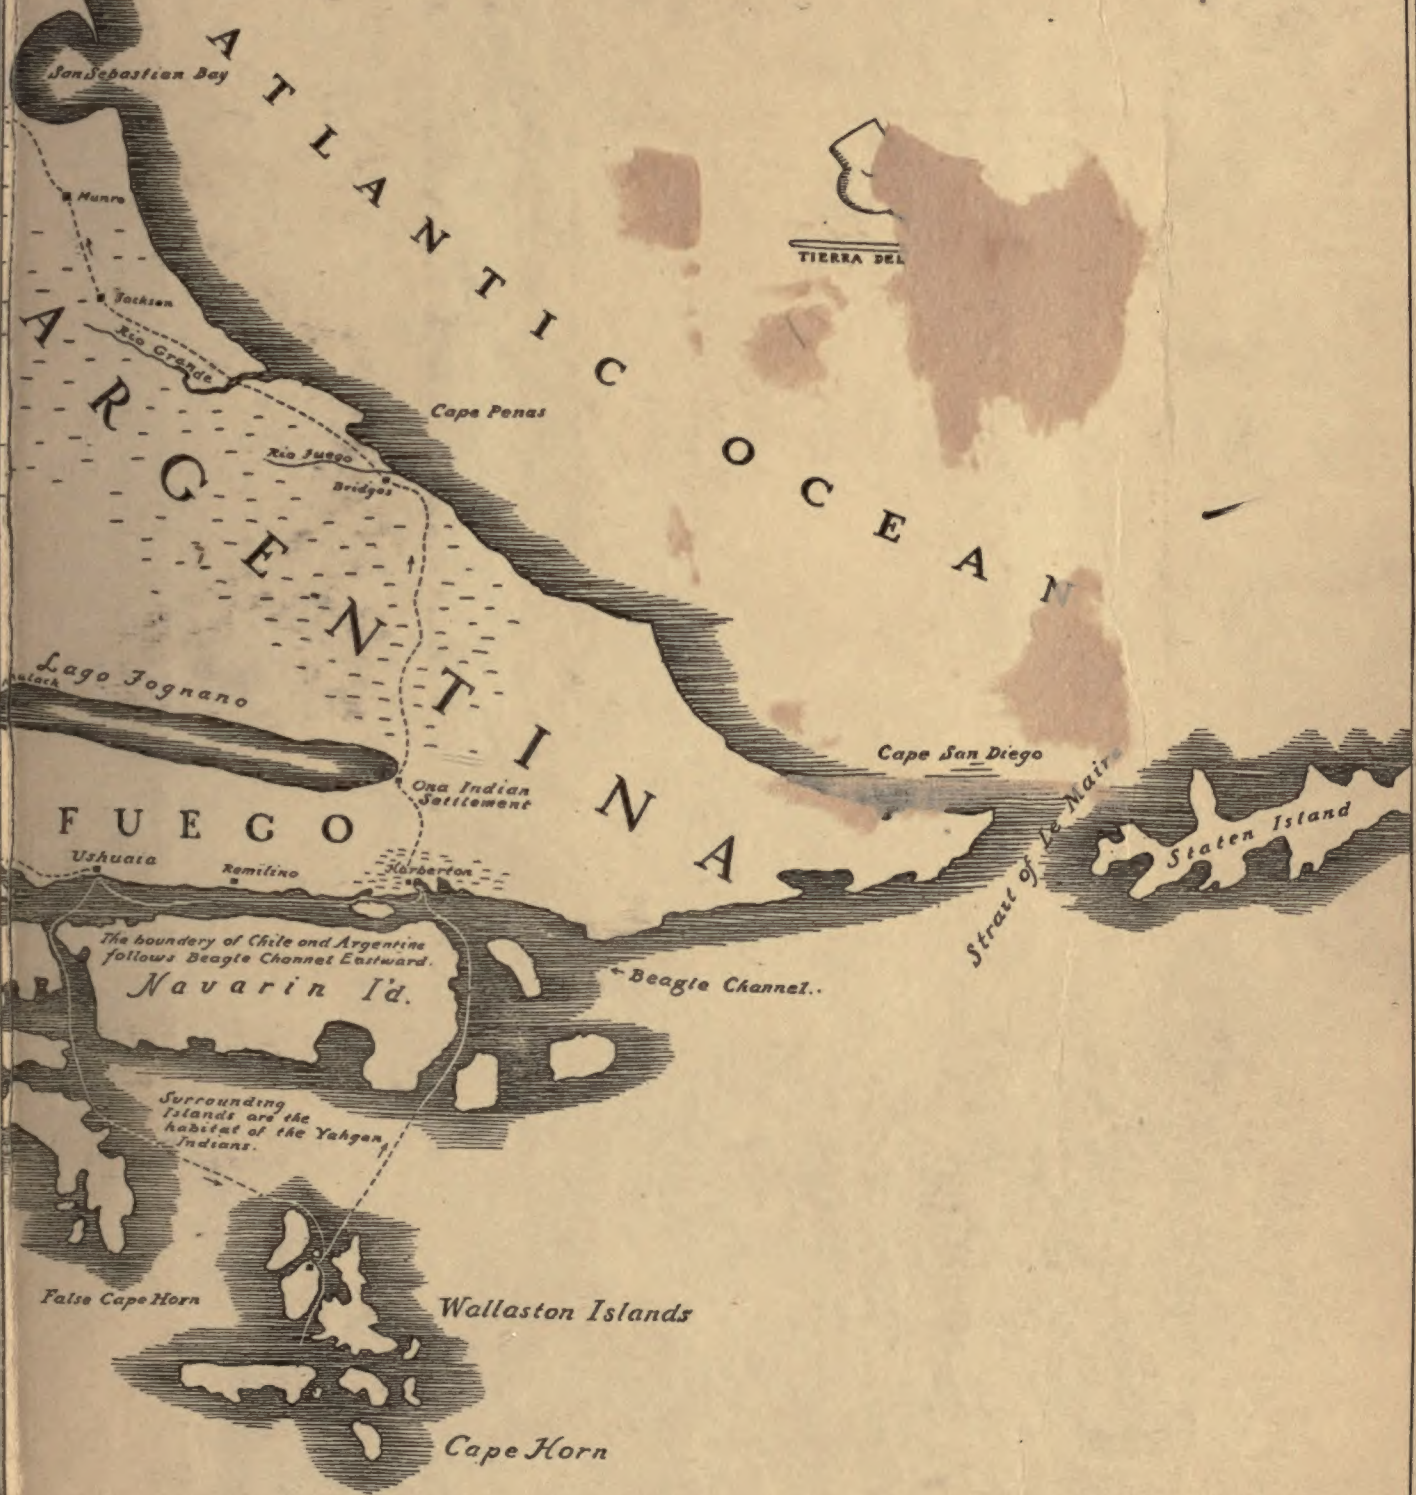 San Sebastian Bay
ATLANTIC OCEAN
Munro
TIERRA DEL
Jackson
Rio Grande
ARGENTINA
Cape Penas
Rio Fuego
Bridges
Lago Fognano
Cape San Diego
Ona Indian
Settlement
Strait of Le Maire
Staten Island
FUEGO
Ushuaia
Remilino
Harberton
The boundery of Chile and Argentine
follows Beagle Channel Eastward.
Navarin I'd.
Beagle Channel..
Surrounding
Islands are the
habitat of the Yahgan
Indians.
False Cape Horn
Wallaston Islands
Cape Horn